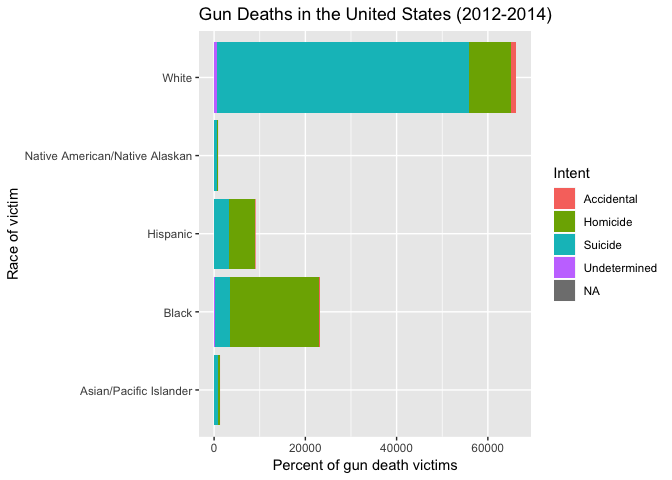 Gun Deaths in the United States (2012-2014)
Race of victim
White
Native American/Native Alaskan
Hispanic
Black
Asian/Pacific Islander
0 20000 40000 60000
Percent of gun death victims
Intent
Accidental
Homicide
Suicide
Undetermined
NA